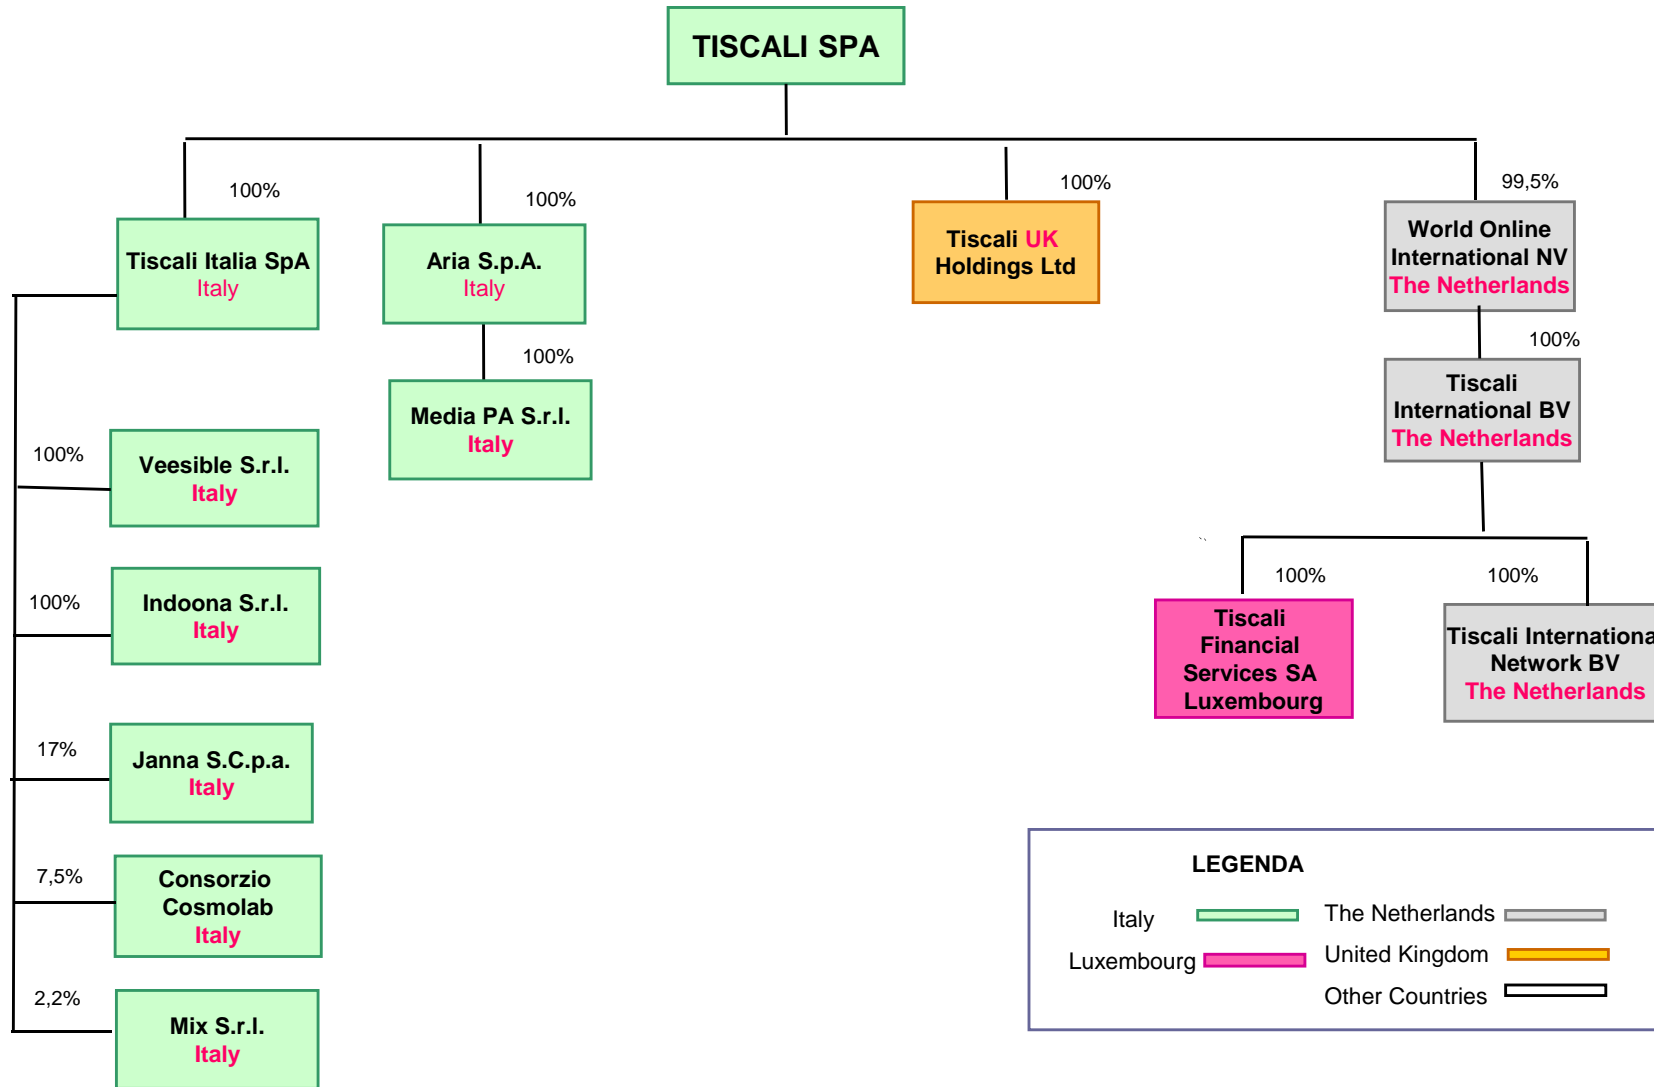 TISCALI SPA
100%
100%
100%
99,5%
Tiscali Italia SpA
Italy
Aria S.p.A.
Italy
Tiscali UK
Holdings Ltd
World Online
International NV
The Netherlands
100%
100%
Media PA S.r.l.
Italy
Tiscali
International BV
The Netherlands
100%
Veesible S.r.l.
Italy
100%
Indoona S.r.l.
Italy
100%
100%
Tiscali
Financial
Services SA
Luxembourg
Tiscali Internationa
Network BV
The Netherlands
17%
Janna S.C.p.a.
Italy
7,5%
Consorzio
Cosmolab
Italy
2,2%
Mix S.r.l.
Italy
LEGENDA
Italy
The Netherlands
Luxembourg
United Kingdom
Other Countries